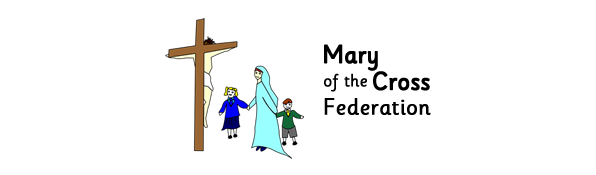 Mary
of the Cross
Federation